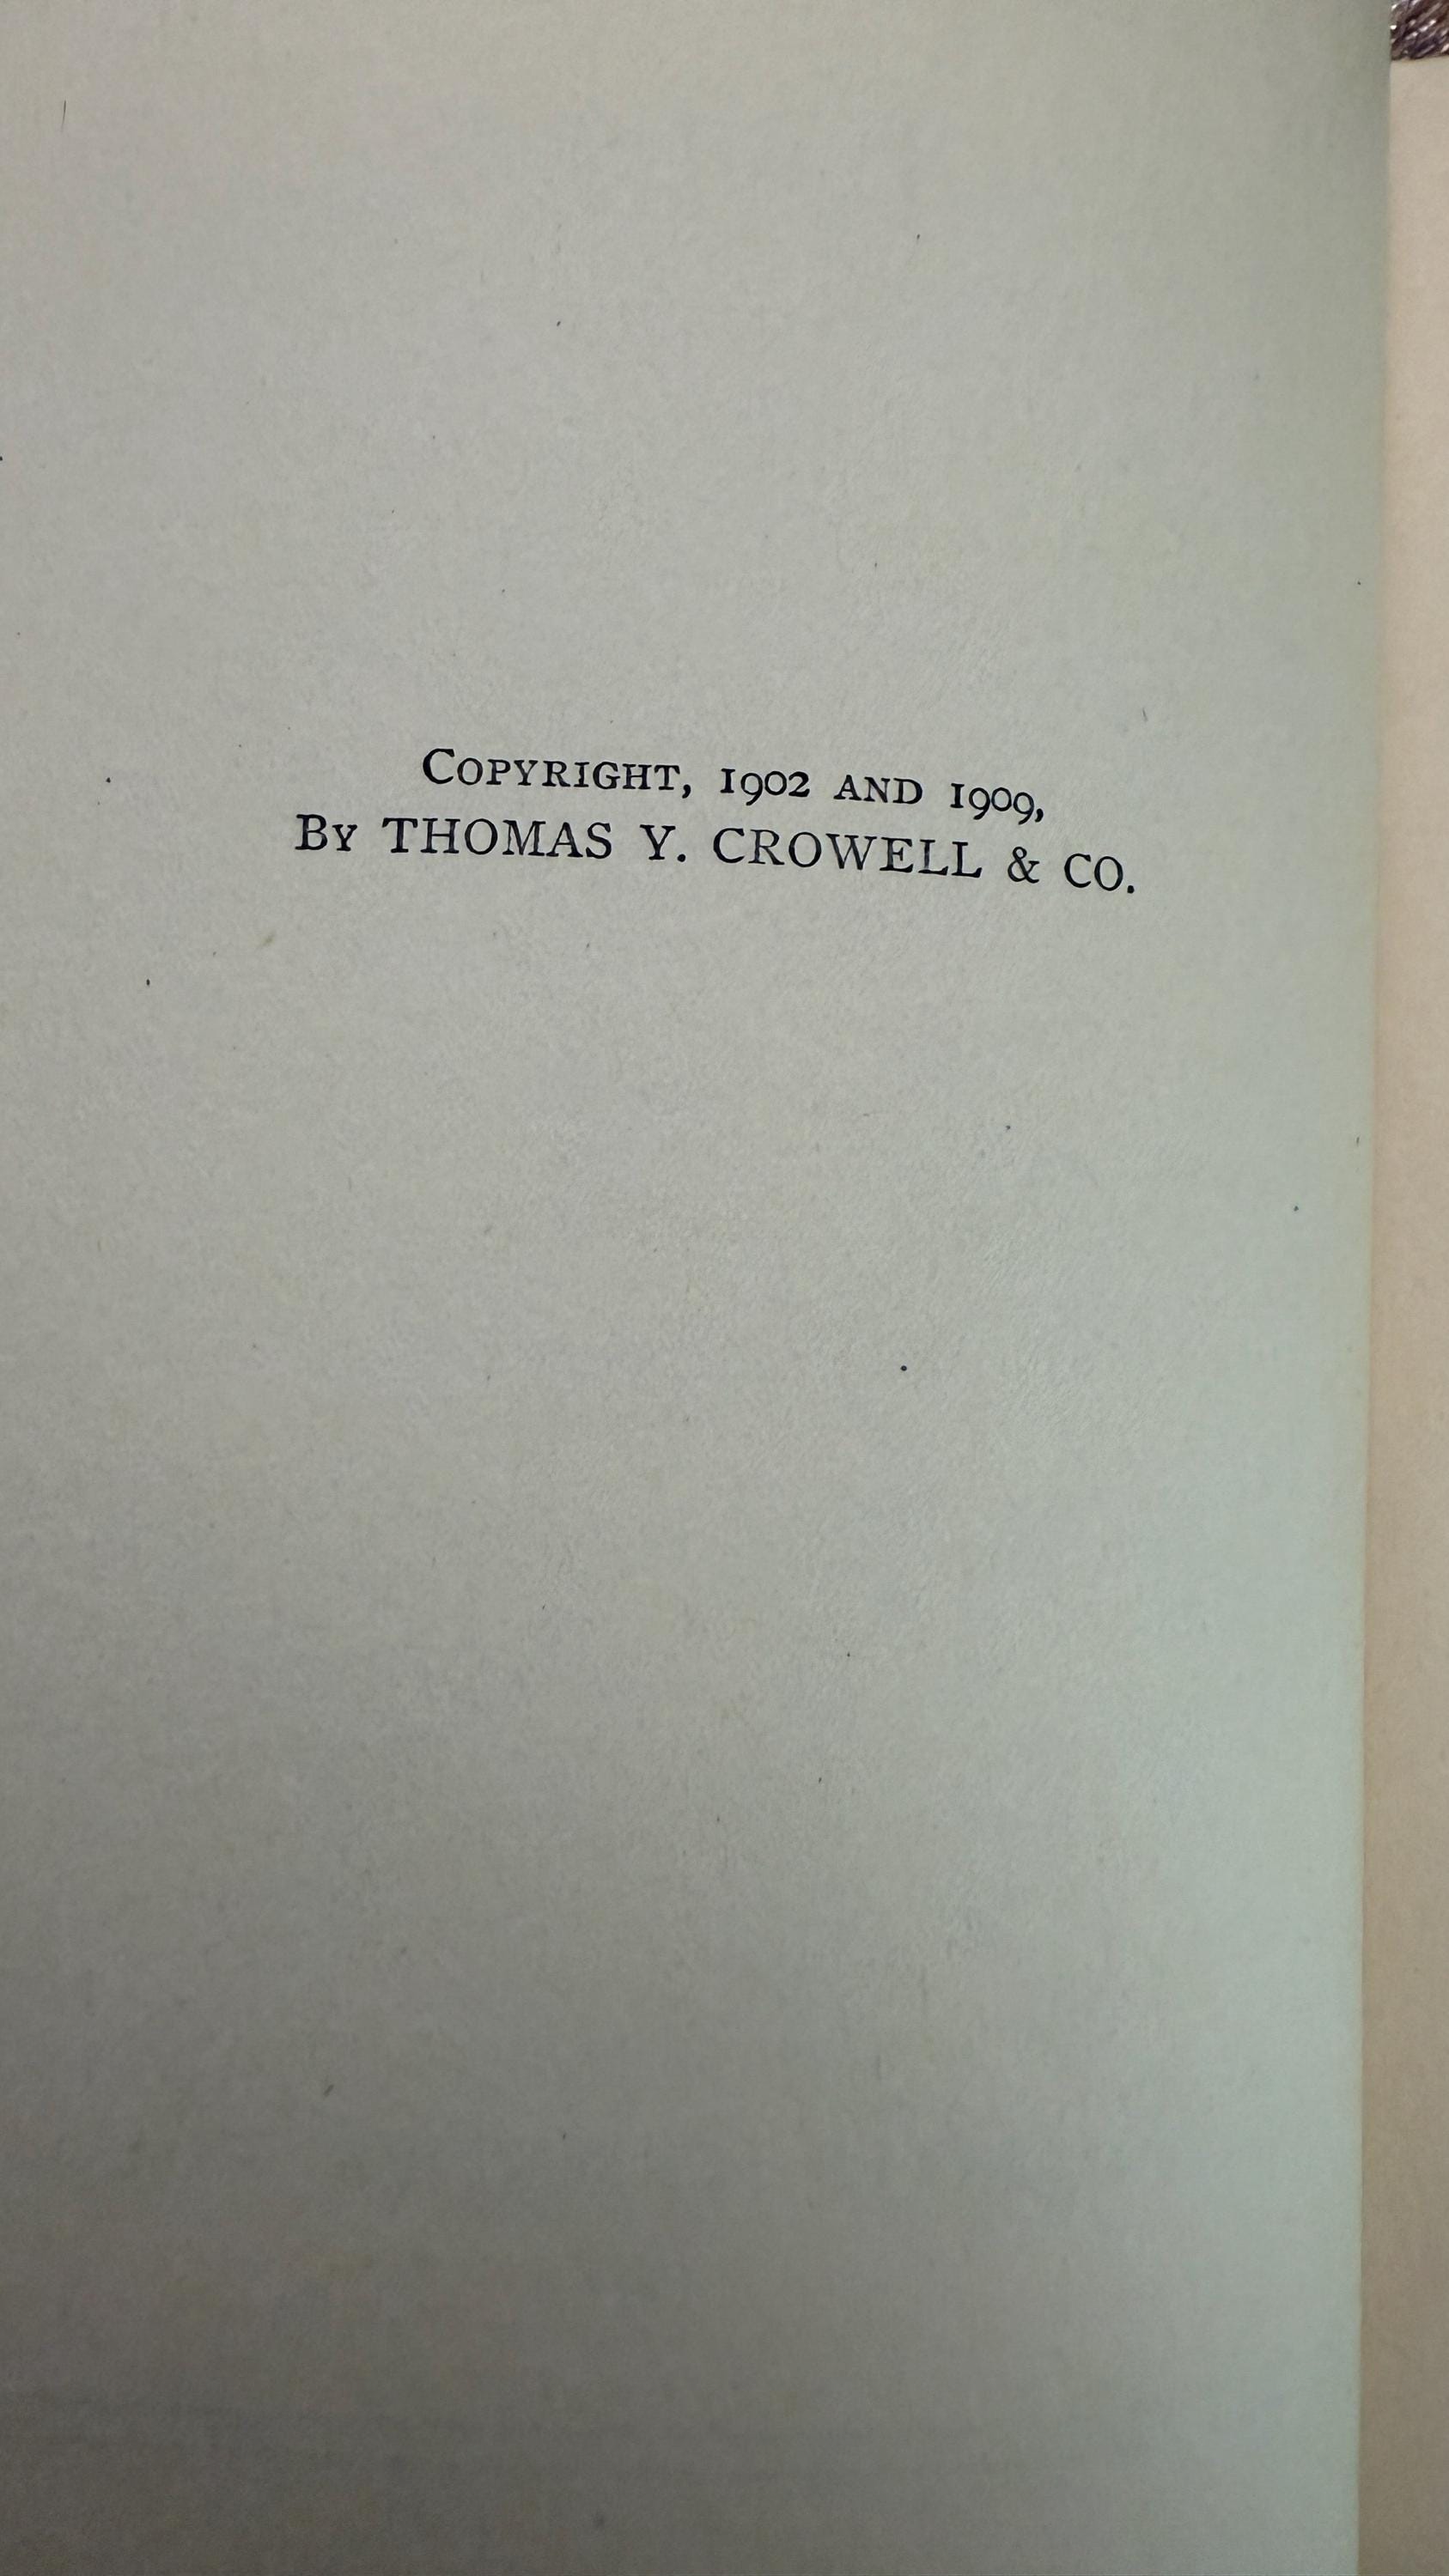 Copyright, 1902 and 1909,
By THOMAS Y. CROWELL & CO.